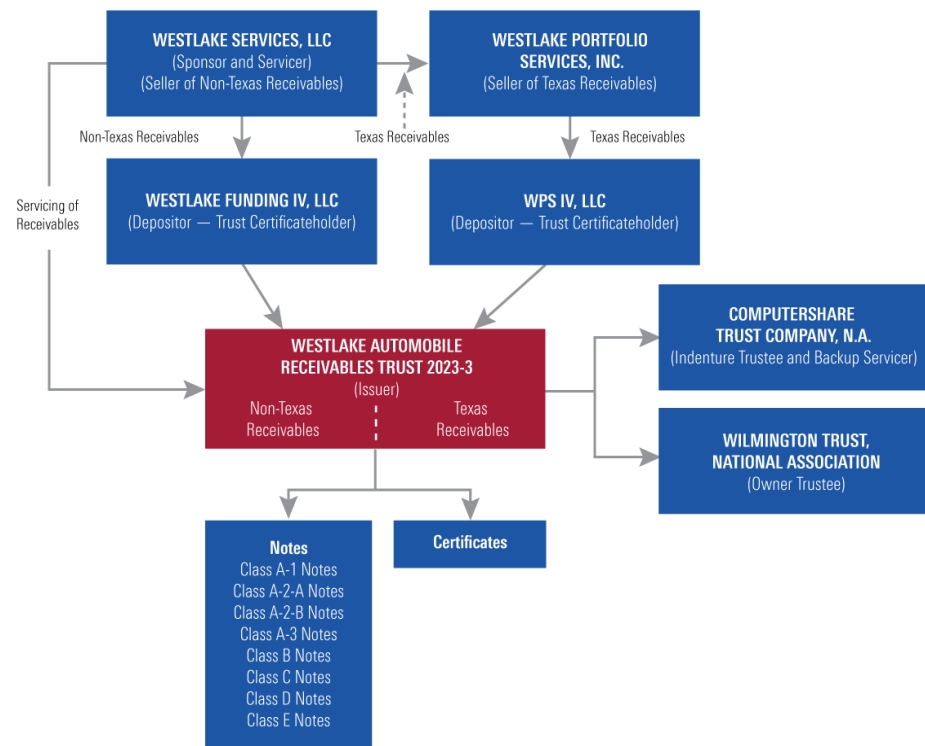 WESTLAKE SERVICES, LLC
(Sponsor and Servicer)
(Seller of Non-Texas Receivables)
WESTLAKE PORTFOLIO
SERVICES, INC.
(Seller of Texas Receivables)
Non-Texas Receivables
Texas Receivables
Texas Receivables
Servicing of
Receivables
WESTLAKE FUNDING IV, LLC
(Depositor — Trust Certificateholder)
WPS IV, LLC
(Depositor — Trust Certificateholder)
WESTLAKE AUTOMOBILE
RECEIVABLES TRUST 2023-3
(Issuer)
Non-Texas
Receivables
Texas
Receivables
COMPUTERSHARE
TRUST COMPANY, N.A.
(Indenture Trustee and Backup Servicer)
WILMINGTON TRUST,
NATIONAL ASSOCIATION
(Owner Trustee)
Notes
Class A-1 Notes
Class A-2-A Notes
Class A-2-B Notes
Class A-3 Notes
Class B Notes
Class C Notes
Class D Notes
Class E Notes
Certificates